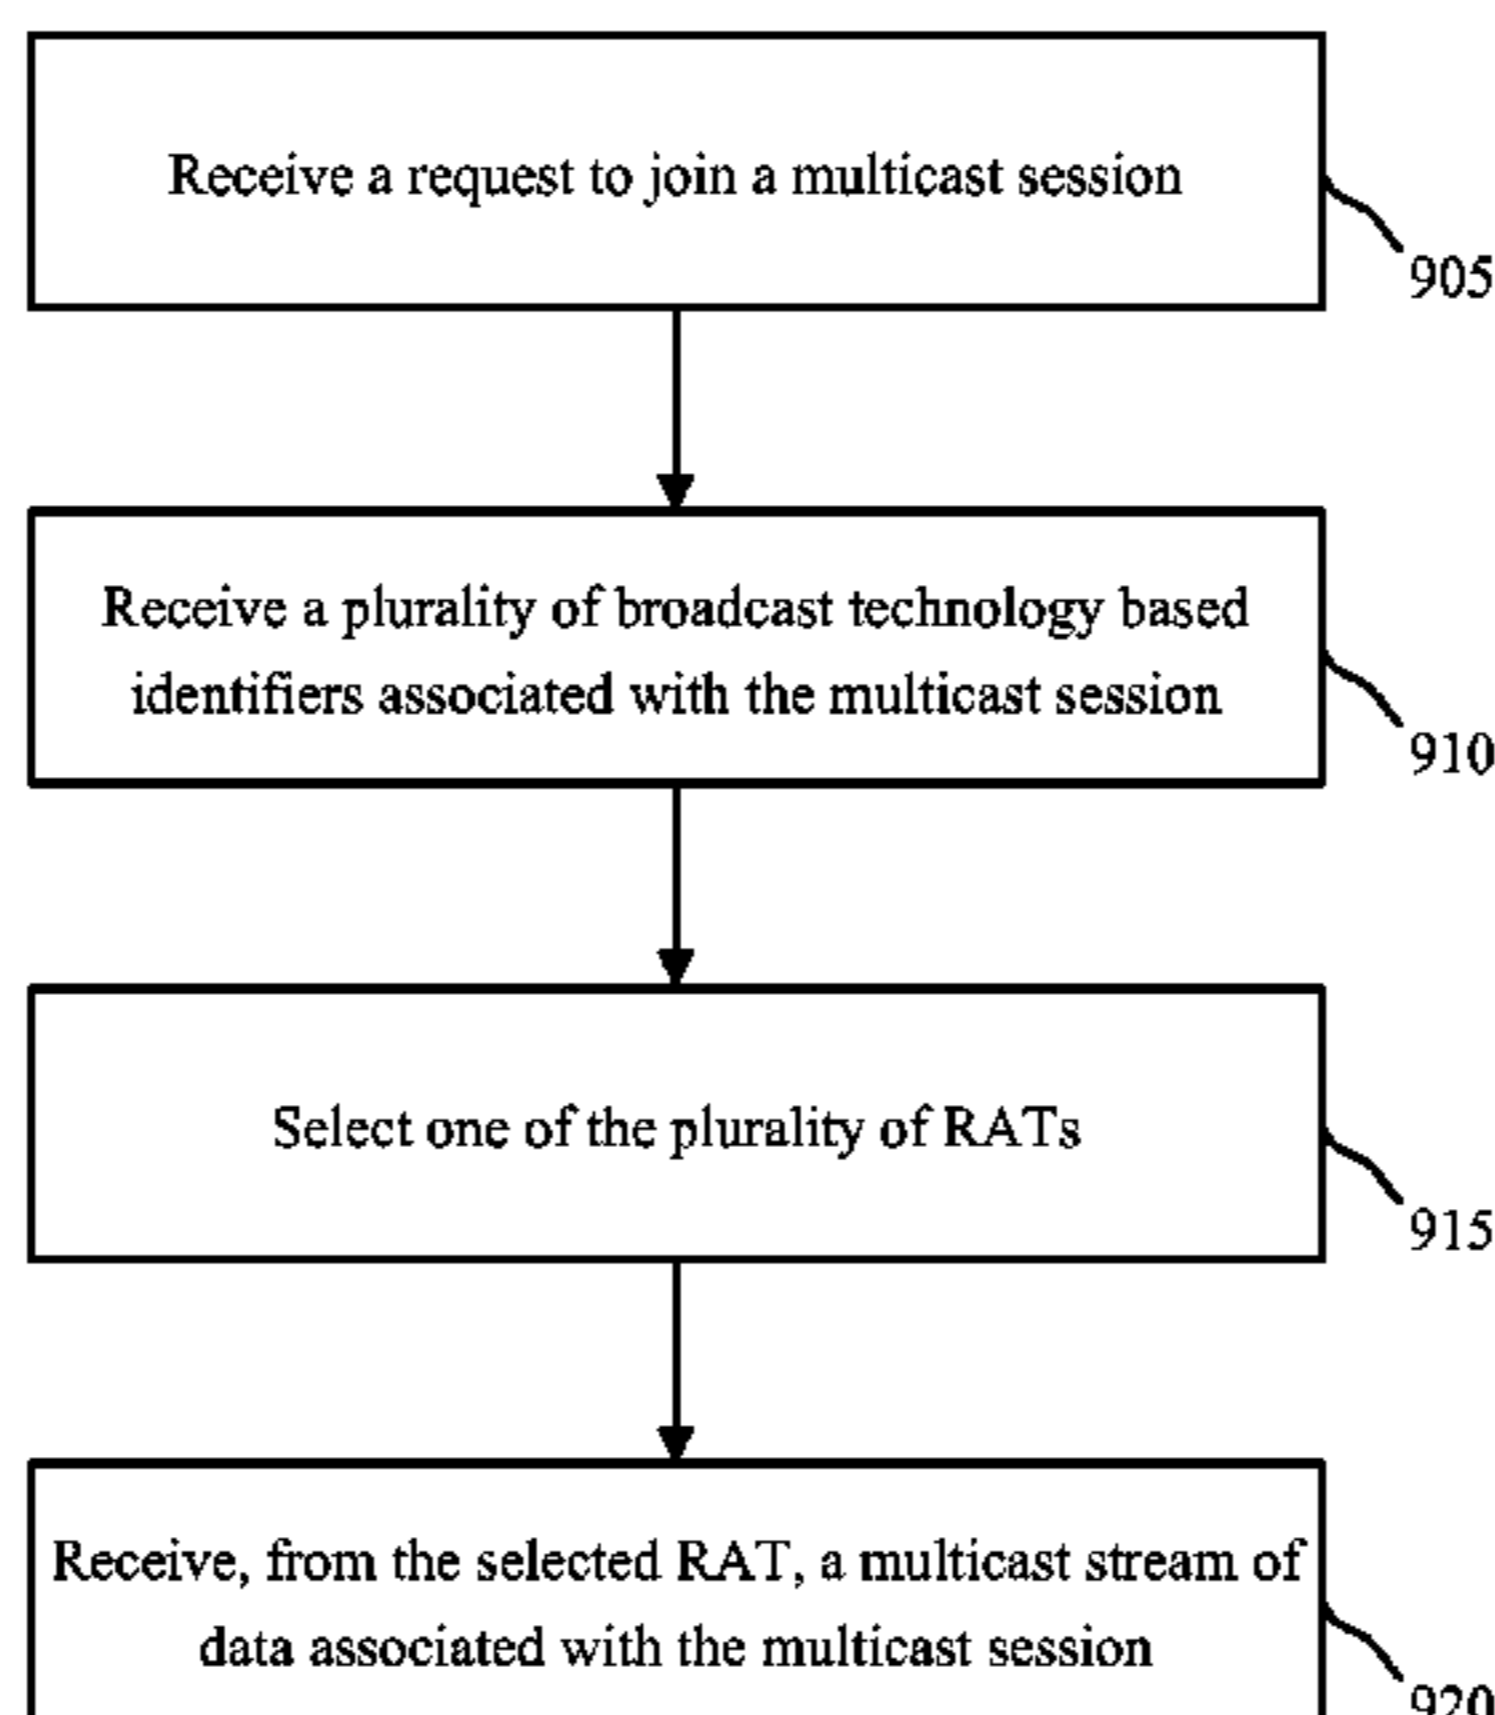 Receive a request to join a multicast session
905
Receive a plurality of broadcast technology based
identifiers associated with the multicast session
910
Select one of the plurality of RATs
915
Receive, from the selected RAT, a multicast stream of
data associated with the multicast session
920